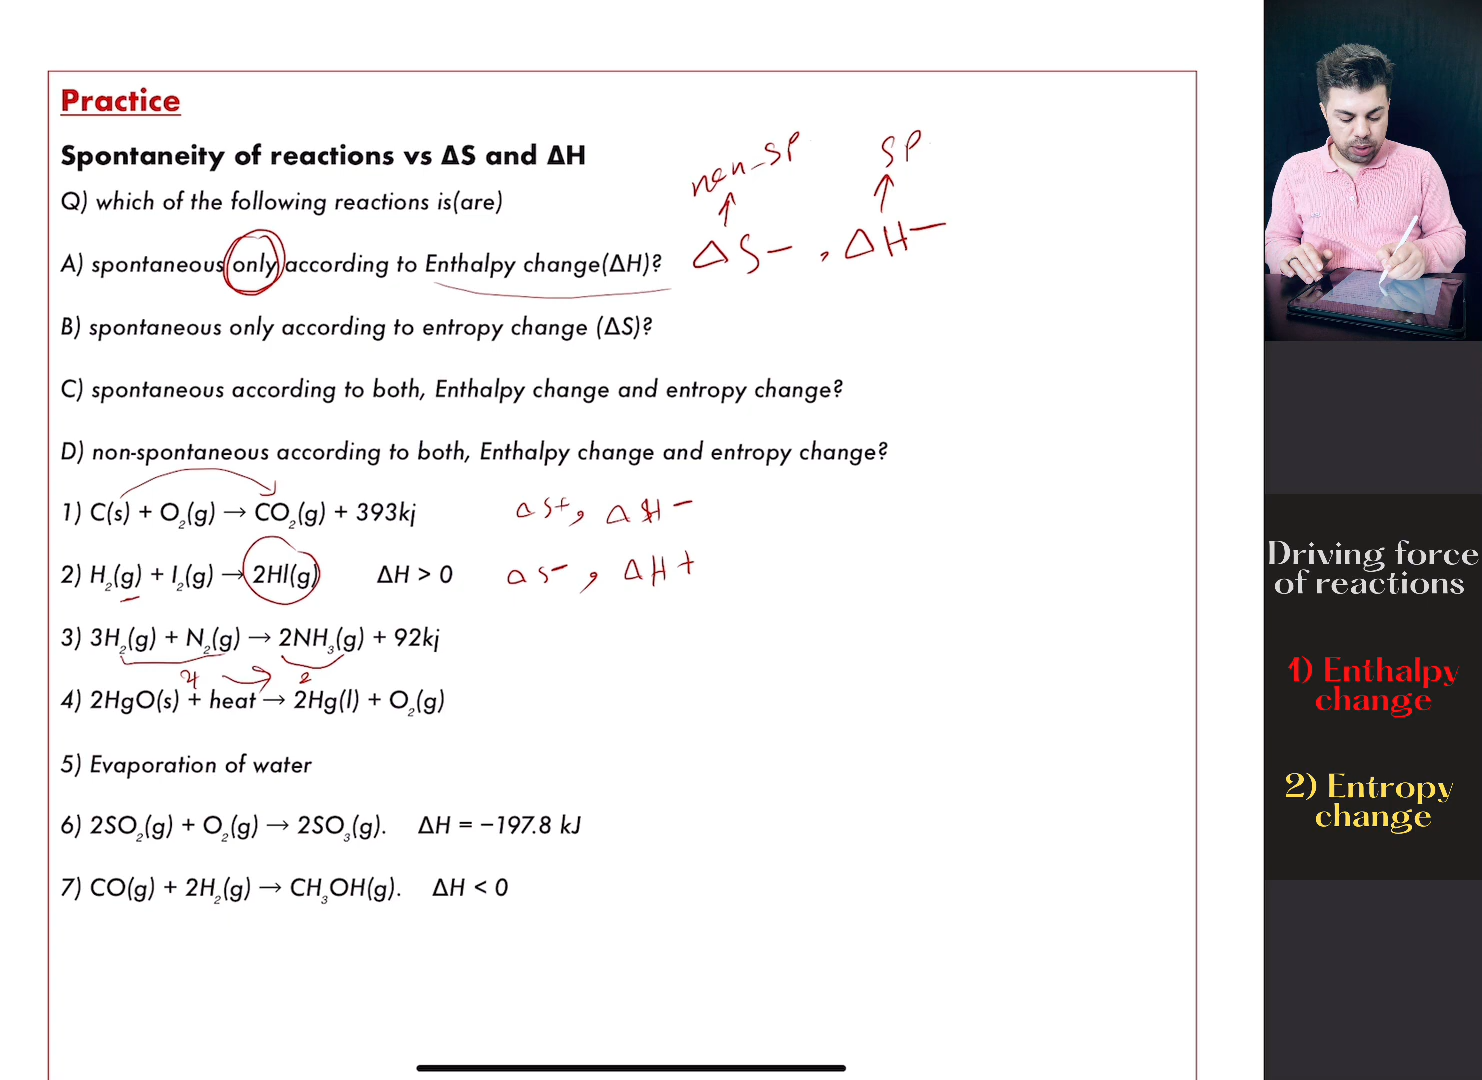 Practice
Spontaneity of reactions vs ΔS and ΔH
Q) which of the following reactions is(are)
non-SP
SP
A) spontaneous only according to Enthalpy change(ΔH)?
ΔS− , ΔH−
B) spontaneous only according to entropy change (ΔS)?
C) spontaneous according to both, Enthalpy change and entropy change?
D) non-spontaneous according to both, Enthalpy change and entropy change?
1) C(s) + O₂(g) → CO₂(g) + 393kj
ΔS+, ΔH−
2) H₂(g) + I₂(g) → 2HI(g) ΔH > 0
ΔS−, ΔH+
3) 3H₂(g) + N₂(g) → 2NH₃(g) + 92kj
4 → 2
4) 2HgO(s) + heat → 2Hg(l) + O₂(g)
5) Evaporation of water
6) 2SO₂(g) + O₂(g) → 2SO₃(g). ΔH = −197.8 kJ
7) CO(g) + 2H₂(g) → CH₃OH(g). ΔH < 0
Driving force
of reactions
1) Enthalpy
change
2) Entropy
change